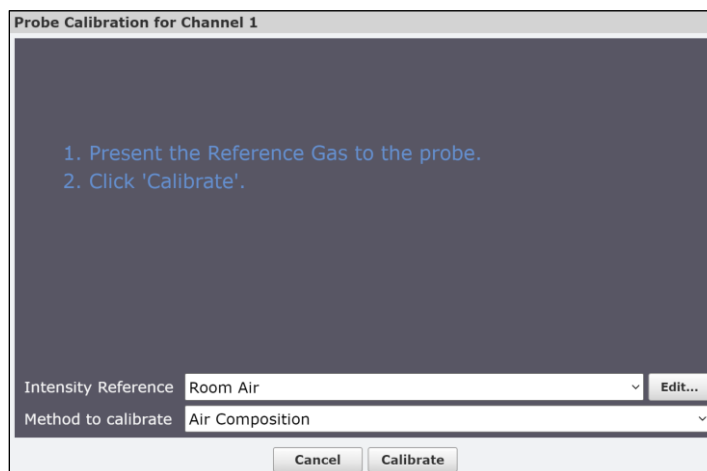 Probe Calibration for Channel 1
1. Present the Reference Gas to the probe.
2. Click 'Calibrate'.
Intensity Reference Room Air Edit...
Method to calibrate Air Composition
Cancel Calibrate